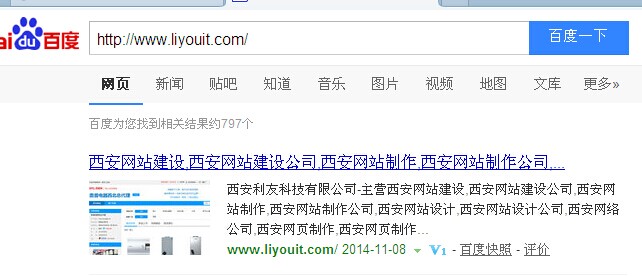 Bai du 百度
http://www.liyouit.com/
百度一下
网页 新闻 贴吧 知道 音乐 图片 视频 地图 文库 更多»
百度为您找到相关结果约797个
西安网站建设,西安网站建设公司,西安网站制作,西安网站制作公司,...
西安利友科技有限公司-主营西安网站建设,西安网站建设公司,西安网
站制作,西安网站制作公司,西安网站设计,西安网站设计公司,西安网络
公司,西安网页制作,西安网页制作...
www.liyouit.com/ 2014-11-08 V1 - 百度快照 - 评价